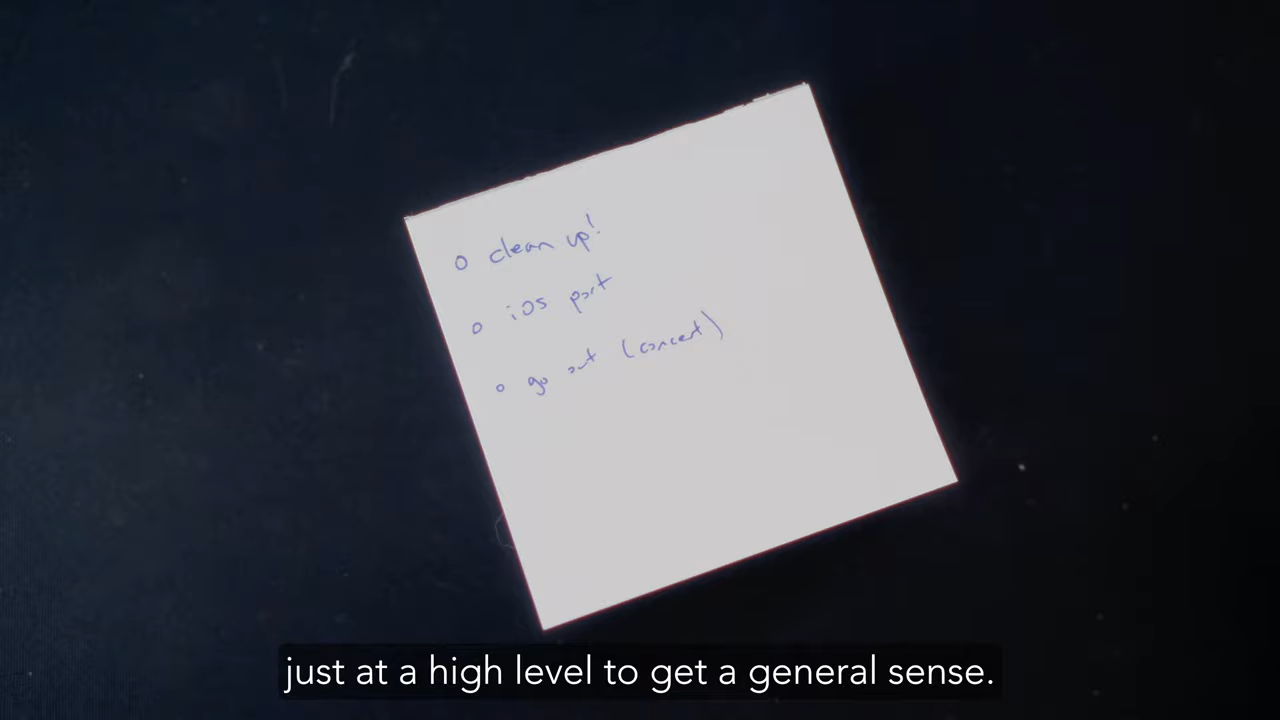 o clean up!
o iOS port
o go out (concert)
just at a high level to get a general sense.